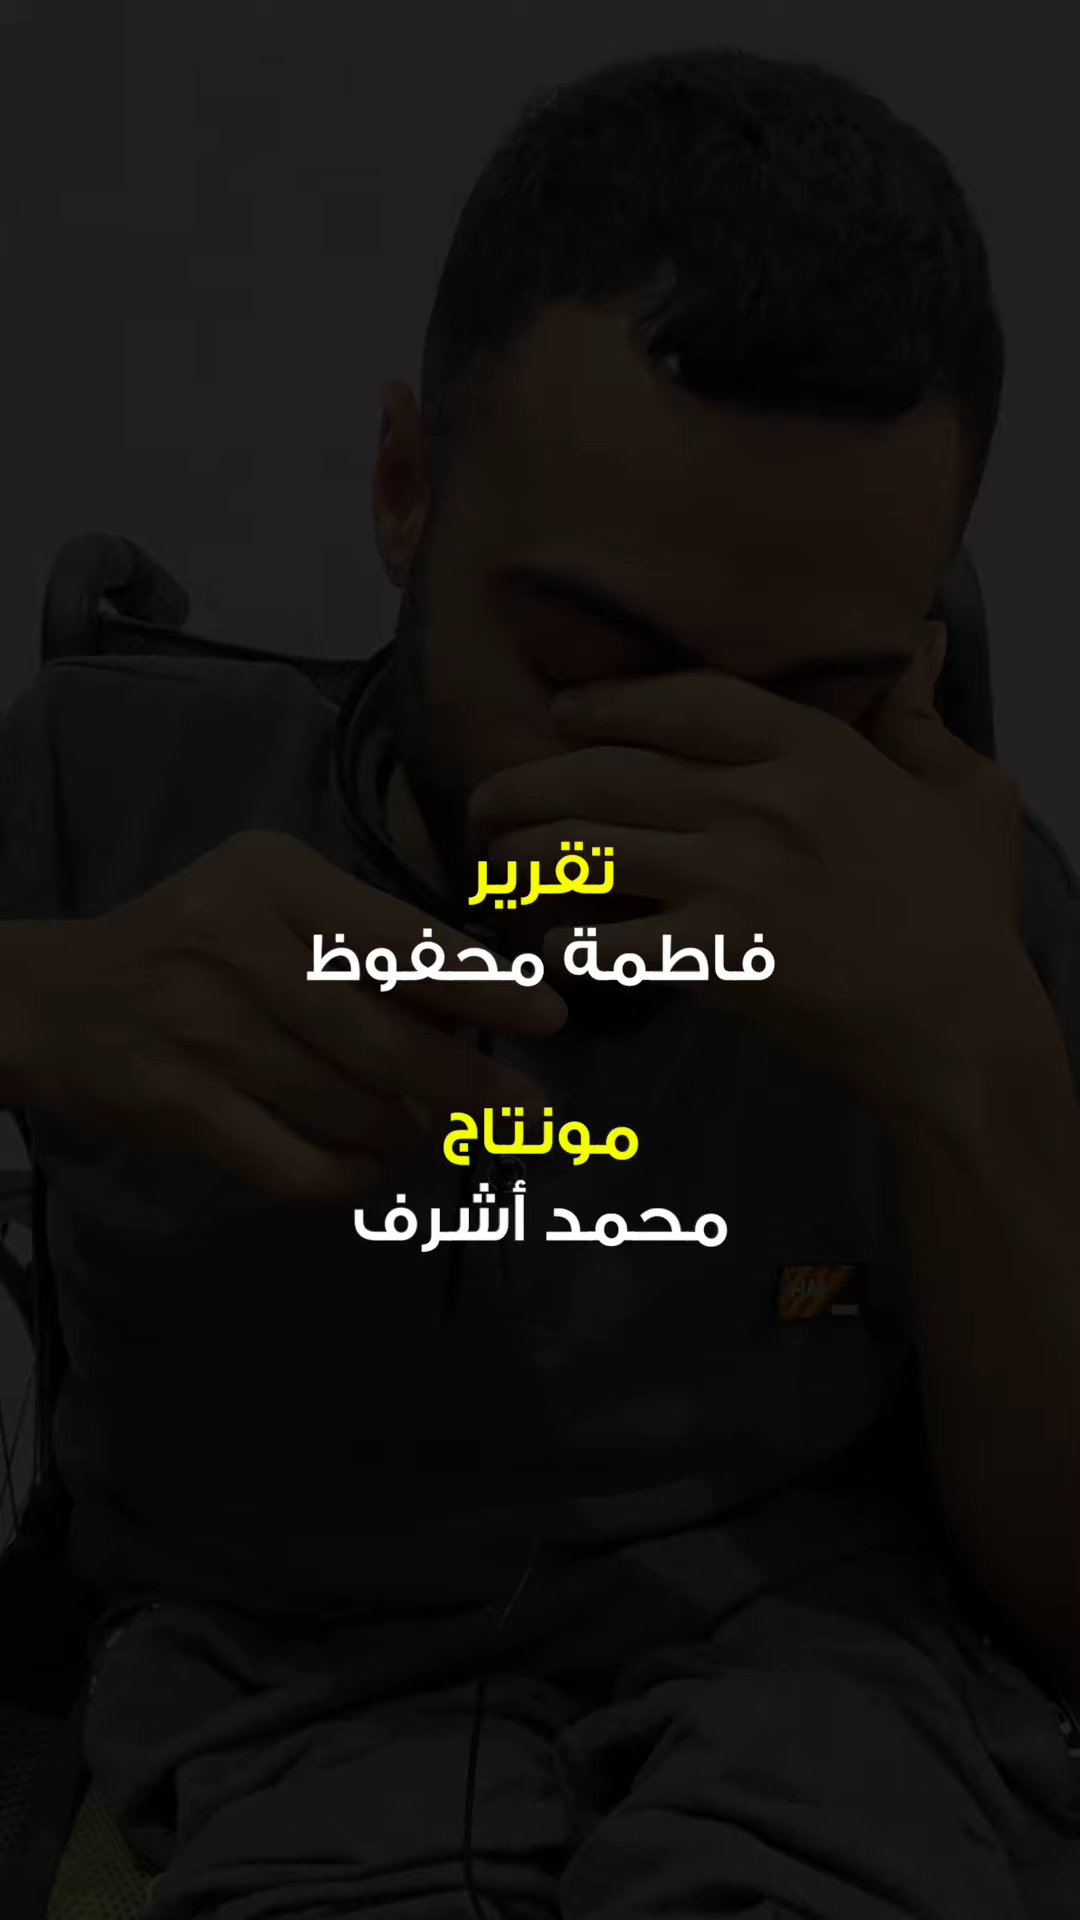 تقرير
فاطمة محفوظ
مونتاج
محمد أشرف